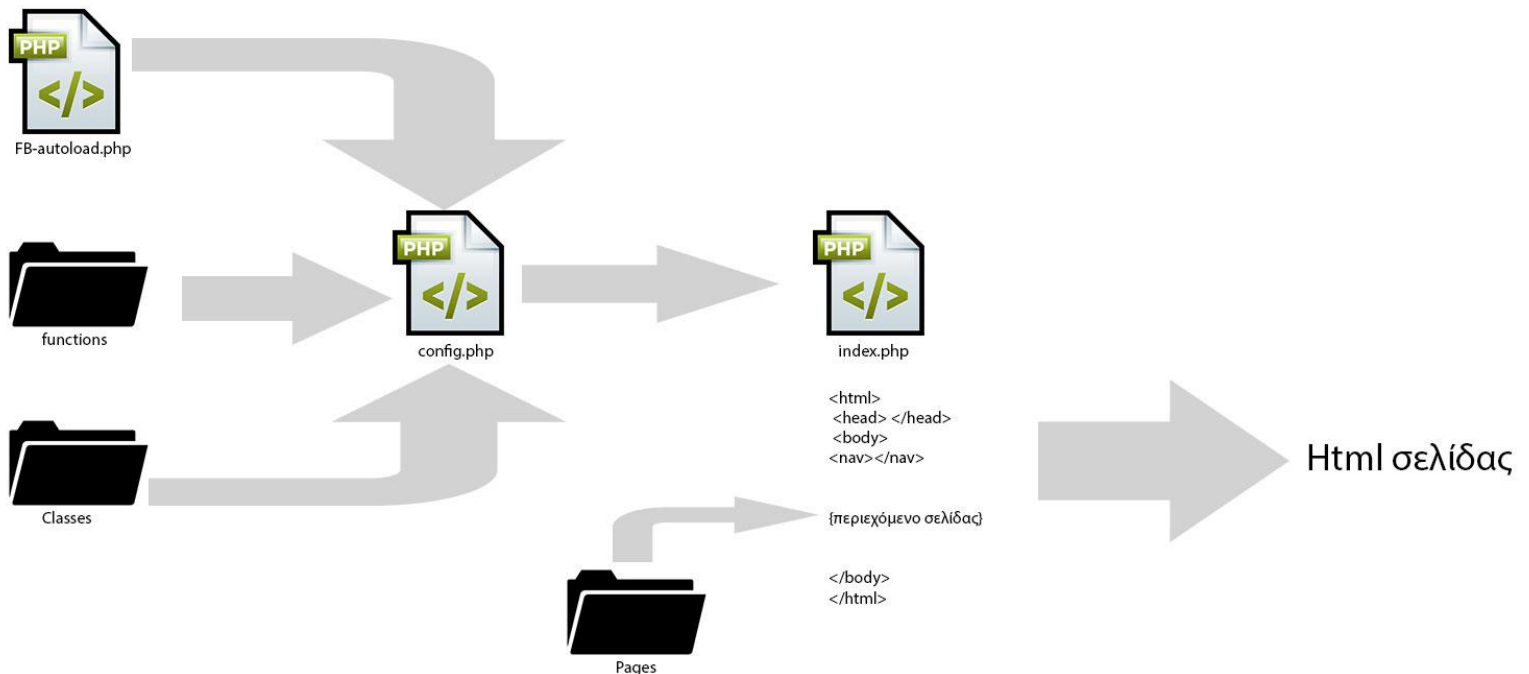 PHP
</>
FB-autoload.php
functions
PHP
</>
config.php
Classes
PHP
</>
index.php
<html>
<head> </head>
<body>
<nav></nav>
{περιεχόμενο σελίδας}
</body>
</html>
Pages
Html σελίδας